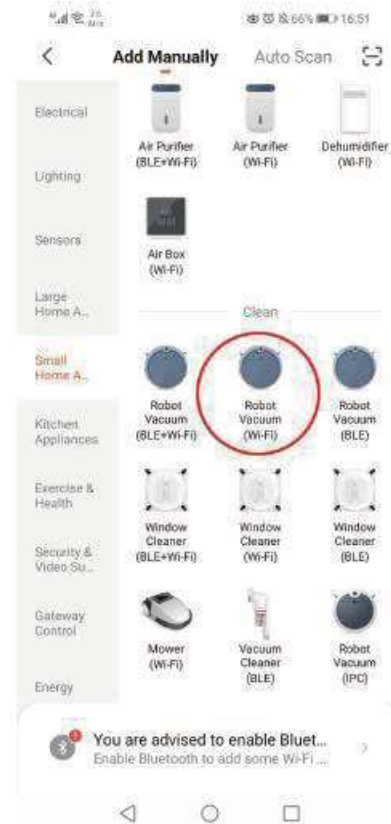 66% 16:51
Add Manually Auto Scan
Electrical
Lighting
Sensors
Large
Home A...
Small
Home A...
Kitchen
Appliances
Exercise &
Health
Security &
Video Su...
Gateway
Control
Energy
Air Purifier
(BLE+Wi-Fi)
Air Purifier
(Wi-Fi)
Dehumidifier
(Wi-Fi)
Air Box
(Wi-Fi)
Clean
Robot
Vacuum
(BLE+Wi-Fi)
Robot
Vacuum
(Wi-Fi)
Robot
Vacuum
(BLE)
Window
Cleaner
(BLE+Wi-Fi)
Window
Cleaner
(Wi-Fi)
Window
Cleaner
(BLE)
Mower
(Wi-Fi)
Vacuum
Cleaner
(BLE)
Robot
Vacuum
(IPC)
You are advised to enable Bluet...
Enable Bluetooth to add some Wi-Fi ...